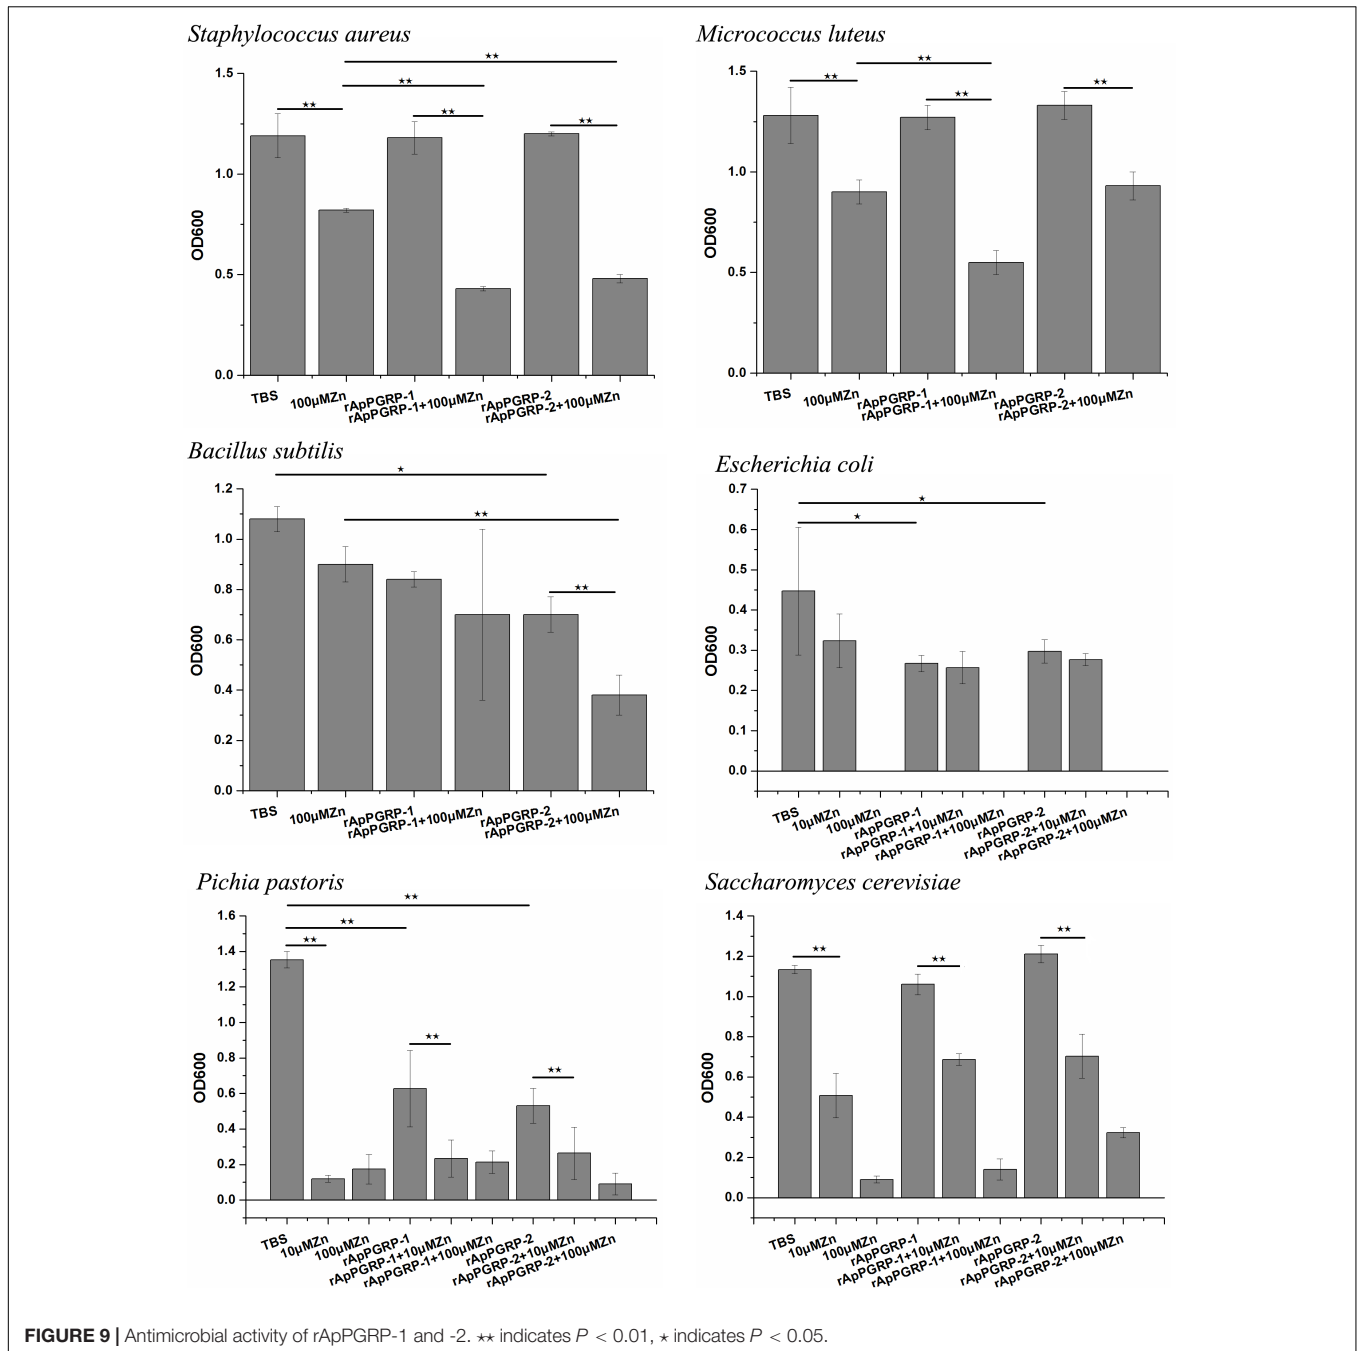 Staphylococcus aureus
OD600
1.5
1.0
0.5
0.0
★★
★★
★★
★★
★★
TBS
100μMZn
rApPGRP-1
rApPGRP-1+100μMZn
rApPGRP-2
rApPGRP-2+100μMZn
Micrococcus luteus
OD600
1.5
1.0
0.5
0.0
★★
★★
★★
★★
TBS
100μMZn
rApPGRP-1
rApPGRP-1+100μMZn
rApPGRP-2
rApPGRP-2+100μMZn
Bacillus subtilis
OD600
1.2
1.0
0.8
0.6
0.4
0.2
0.0
★
★★
★★
TBS
100μMZn
rApPGRP-1
rApPGRP-1+100μMZn
rApPGRP-2
rApPGRP-2+100μMZn
Escherichia coli
OD600
0.7
0.6
0.5
0.4
0.3
0.2
0.1
0.0
★
★
TBS
10μMZn
100μMZn
rApPGRP-1
rApPGRP-1+10μMZn
rApPGRP-1+100μMZn
rApPGRP-2
rApPGRP-2+10μMZn
rApPGRP-2+100μMZn
Pichia pastoris
OD600
1.6
1.4
1.2
1.0
0.8
0.6
0.4
0.2
0.0
★★
★★
★★
★★
★★
TBS
10μMZn
100μMZn
rApPGRP-1
rApPGRP-1+10μMZn
rApPGRP-1+100μMZn
rApPGRP-2
rApPGRP-2+10μMZn
rApPGRP-2+100μMZn
Saccharomyces cerevisiae
OD600
1.4
1.2
1.0
0.8
0.6
0.4
0.2
0.0
★★
★★
★★
TBS
10μMZn
100μMZn
rApPGRP-1
rApPGRP-1+10μMZn
rApPGRP-1+100μMZn
rApPGRP-2
rApPGRP-2+10μMZn
rApPGRP-2+100μMZn
FIGURE 9 | Antimicrobial activity of rApPGRP-1 and -2. ★★ indicates P < 0.01, ★ indicates P < 0.05.